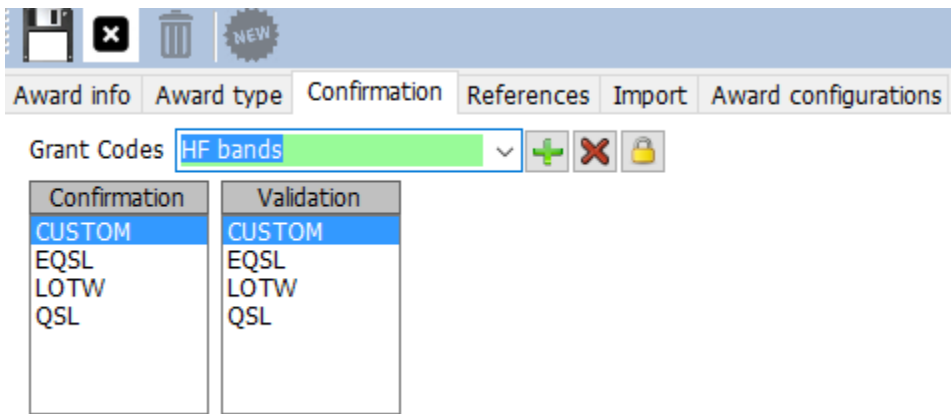 NEW
Award info Award type Confirmation References Import Award configurations
Grant Codes HF bands
Confirmation Validation
CUSTOM CUSTOM
EQSL EQSL
LOTW LOTW
QSL QSL